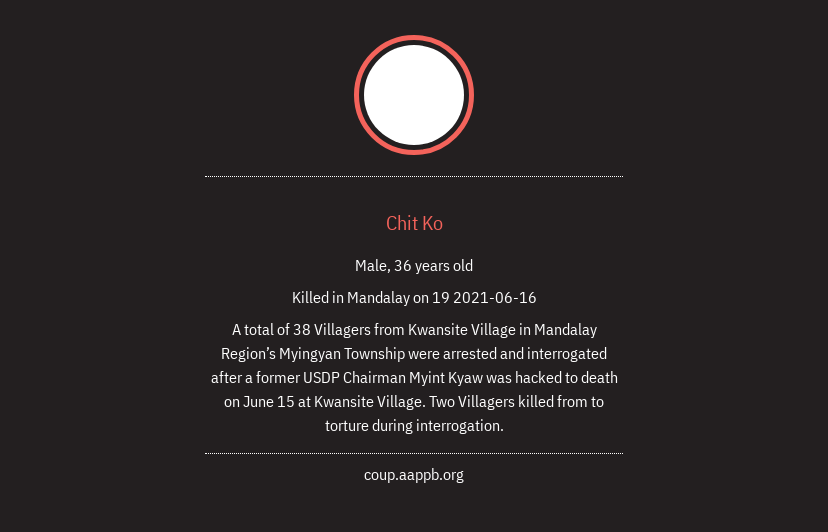 Chit Ko
Male, 36 years old
Killed in Mandalay on 19 2021-06-16
A total of 38 Villagers from Kwansite Village in Mandalay
Region’s Myingyan Township were arrested and interrogated
after a former USDP Chairman Myint Kyaw was hacked to death
on June 15 at Kwansite Village. Two Villagers killed from to
torture during interrogation.
coup.aappb.org